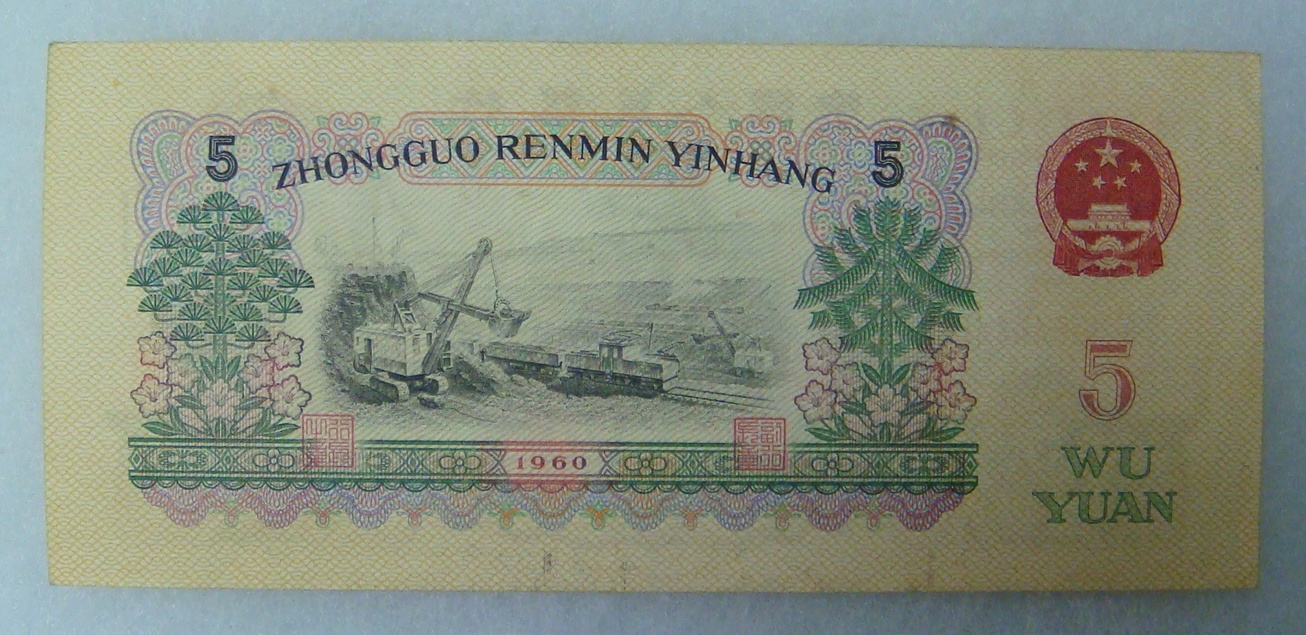 5 ZHONGGUO RENMIN YINHANG 5
1960
5
WU
YUAN